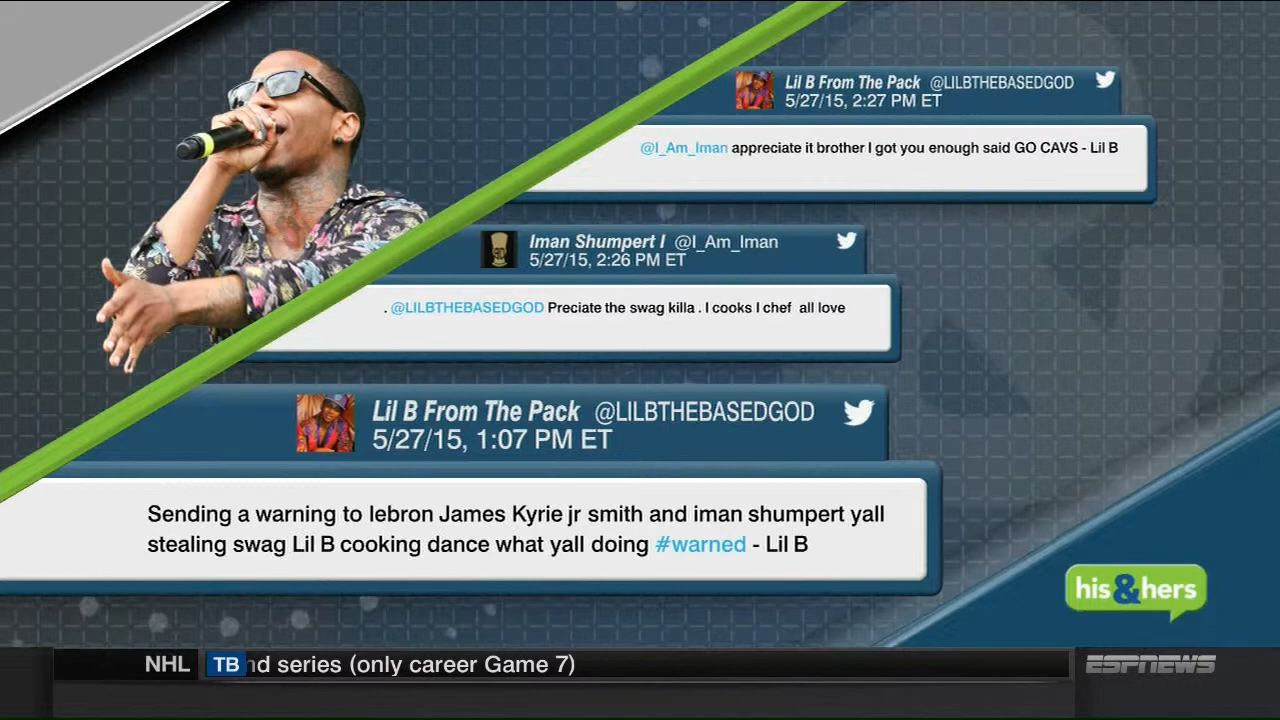 Lil B From The Pack @LILBTHEBASEDGOD
5/27/15, 2:27 PM ET
@I_Am_Iman appreciate it brother I got you enough said GO CAVS - Lil B
Iman Shumpert I @I_Am_Iman
5/27/15, 2:26 PM ET
. @LILBTHEBASEDGOD Preciate the swag killa . I cooks I chef all love
Lil B From The Pack @LILBTHEBASEDGOD
5/27/15, 1:07 PM ET
Sending a warning to lebron James Kyrie jr smith and iman shumpert yall
stealing swag Lil B cooking dance what yall doing #warned - Lil B
his&hers
NHL TB nd series (only career Game 7) ESPNEWS